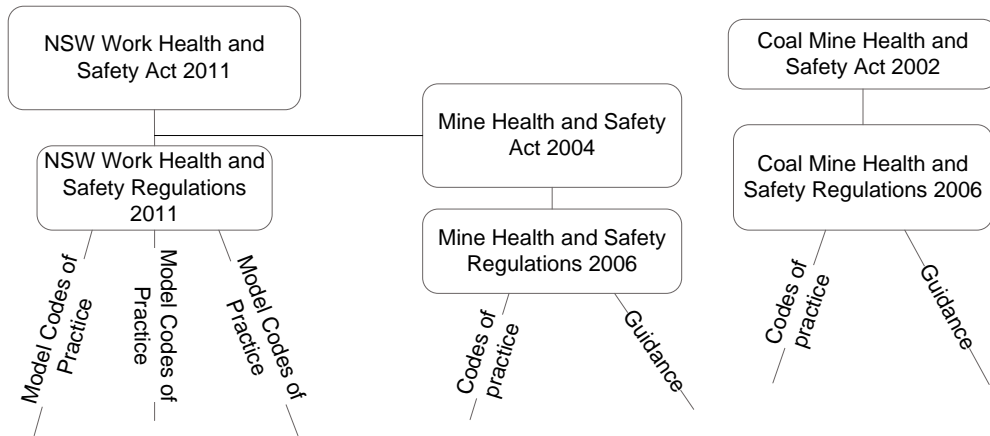 NSW Work Health and
Safety Act 2011
Coal Mine Health and
Safety Act 2002
Mine Health and Safety
Act 2004
NSW Work Health and
Safety Regulations
2011
Coal Mine Health and
Safety Regulations 2006
Mine Health and Safety
Regulations 2006
Model Codes of
Practice
Model Codes of
Practice
Model Codes of
Practice
Codes of
practice
Guidance
Codes of
practice
Guidance